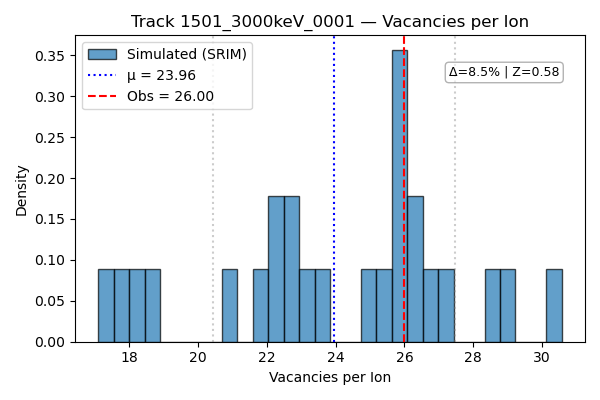 Track 1501_3000keV_0001 — Vacancies per Ion
Simulated (SRIM)
μ = 23.96
Obs = 26.00
Δ=8.5% | Z=0.58
Density
0.35
0.30
0.25
0.20
0.15
0.10
0.05
0.00
18 20 22 24 26 28 30
Vacancies per Ion